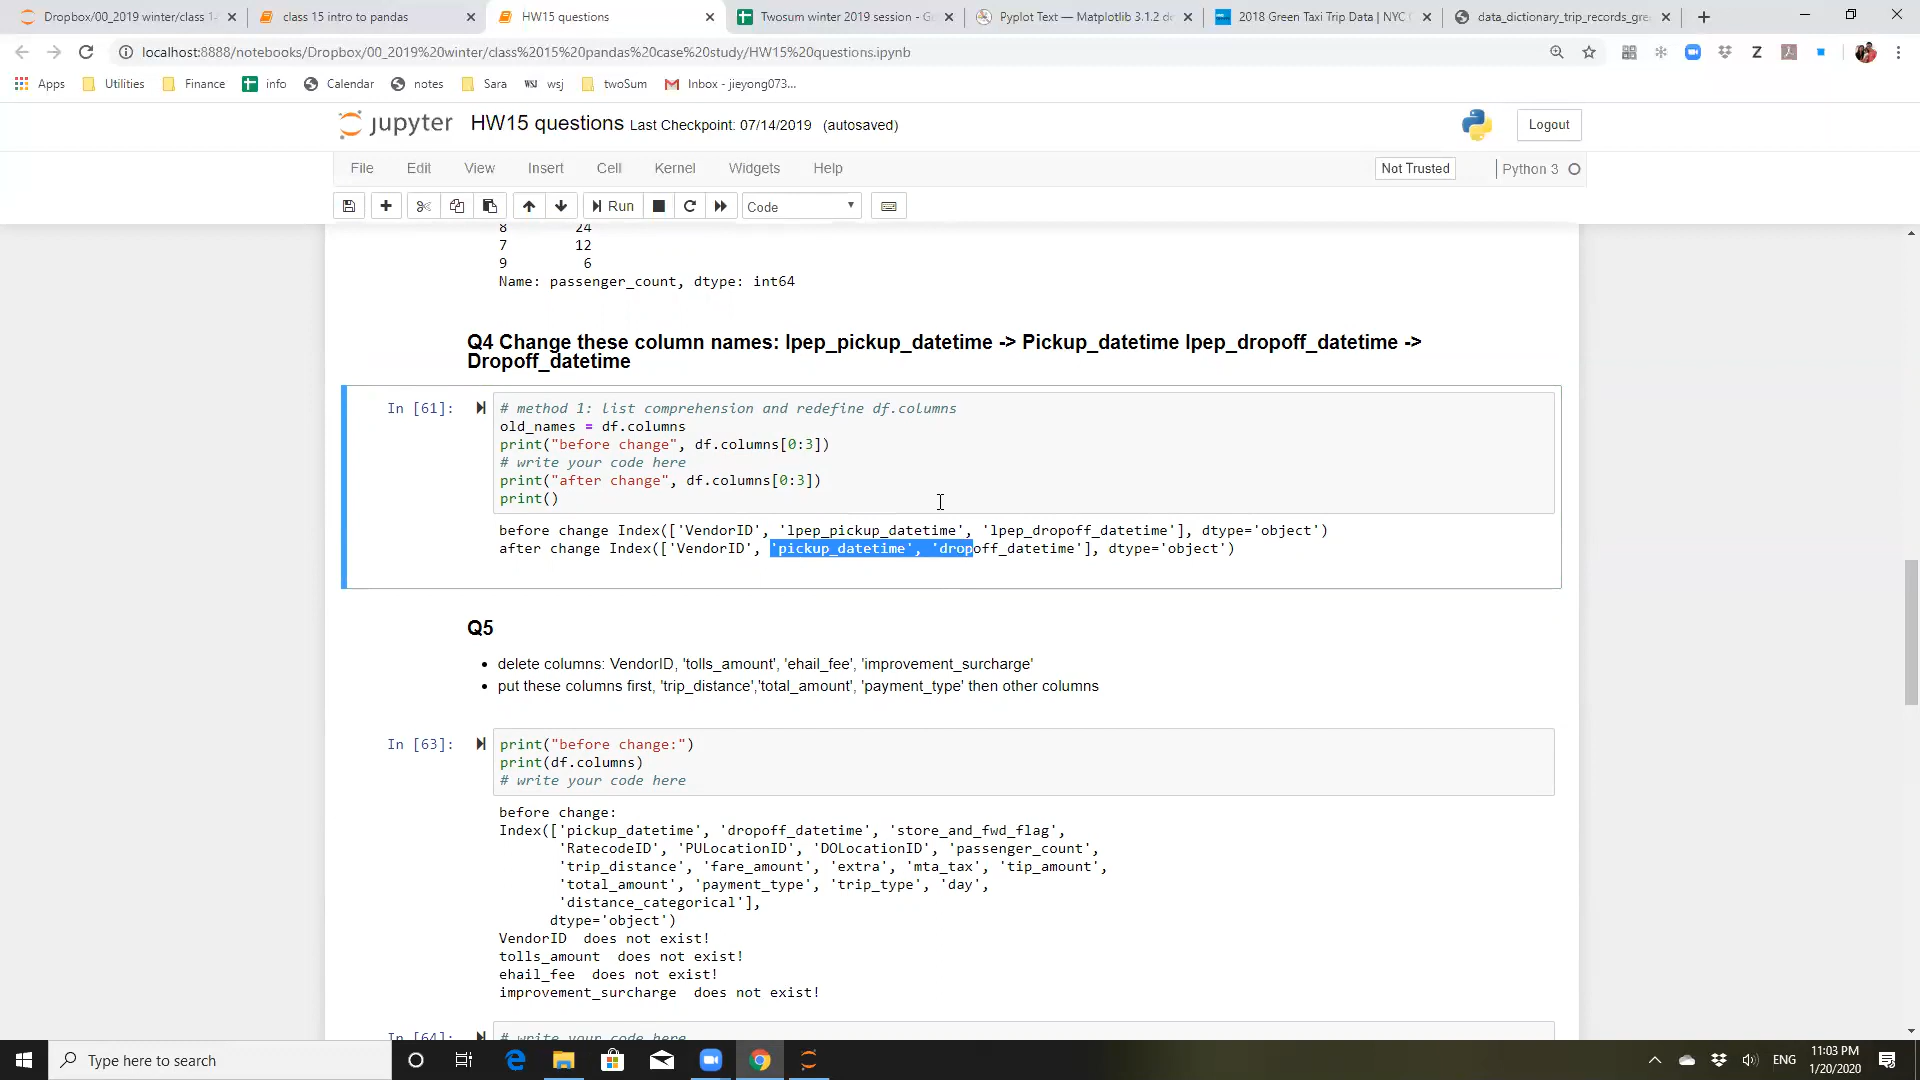 Dropbox/00_2019 winter/class 1-
class 15 intro to pandas
HW15 questions
Twosum winter 2019 session - Go
Pyplot Text — Matplotlib 3.1.2 do
2018 Green Taxi Trip Data | NYC
data_dictionary_trip_records_gre
localhost:8888/notebooks/Dropbox/00_2019%20winter/class%2015%20pandas%20case%20study/HW15%20questions.ipynb
Apps Utilities Finance info Calendar notes Sara WSJ wsj twoSum Inbox - jieyong073...
jupyter HW15 questions Last Checkpoint: 07/14/2019 (autosaved)
Logout
File Edit View Insert Cell Kernel Widgets Help
Not Trusted
Python 3
Run
Code
8 24
7 12
9 6
Name: passenger_count, dtype: int64
Q4 Change these column names: lpep_pickup_datetime -> Pickup_datetime lpep_dropoff_datetime ->
Dropoff_datetime
In [61]:
# method 1: list comprehension and redefine df.columns
old_names = df.columns
print("before change", df.columns[0:3])
# write your code here
print("after change", df.columns[0:3])
print()
before change Index(['VendorID', 'lpep_pickup_datetime', 'lpep_dropoff_datetime'], dtype='object')
after change Index(['VendorID', 'pickup_datetime', 'dropoff_datetime'], dtype='object')
Q5
• delete columns: VendorID, 'tolls_amount', 'ehail_fee', 'improvement_surcharge'
• put these columns first, 'trip_distance','total_amount', 'payment_type' then other columns
In [63]:
print("before change:")
print(df.columns)
# write your code here
before change:
Index(['pickup_datetime', 'dropoff_datetime', 'store_and_fwd_flag',
'RatecodeID', 'PULocationID', 'DOLocationID', 'passenger_count',
'trip_distance', 'fare_amount', 'extra', 'mta_tax', 'tip_amount',
'total_amount', 'payment_type', 'trip_type', 'day',
'distance_categorical'],
dtype='object')
VendorID  does not exist!
tolls_amount  does not exist!
ehail_fee  does not exist!
improvement_surcharge  does not exist!
In [64]:
# write your code here
Type here to search
ENG
11:03 PM
1/20/2020